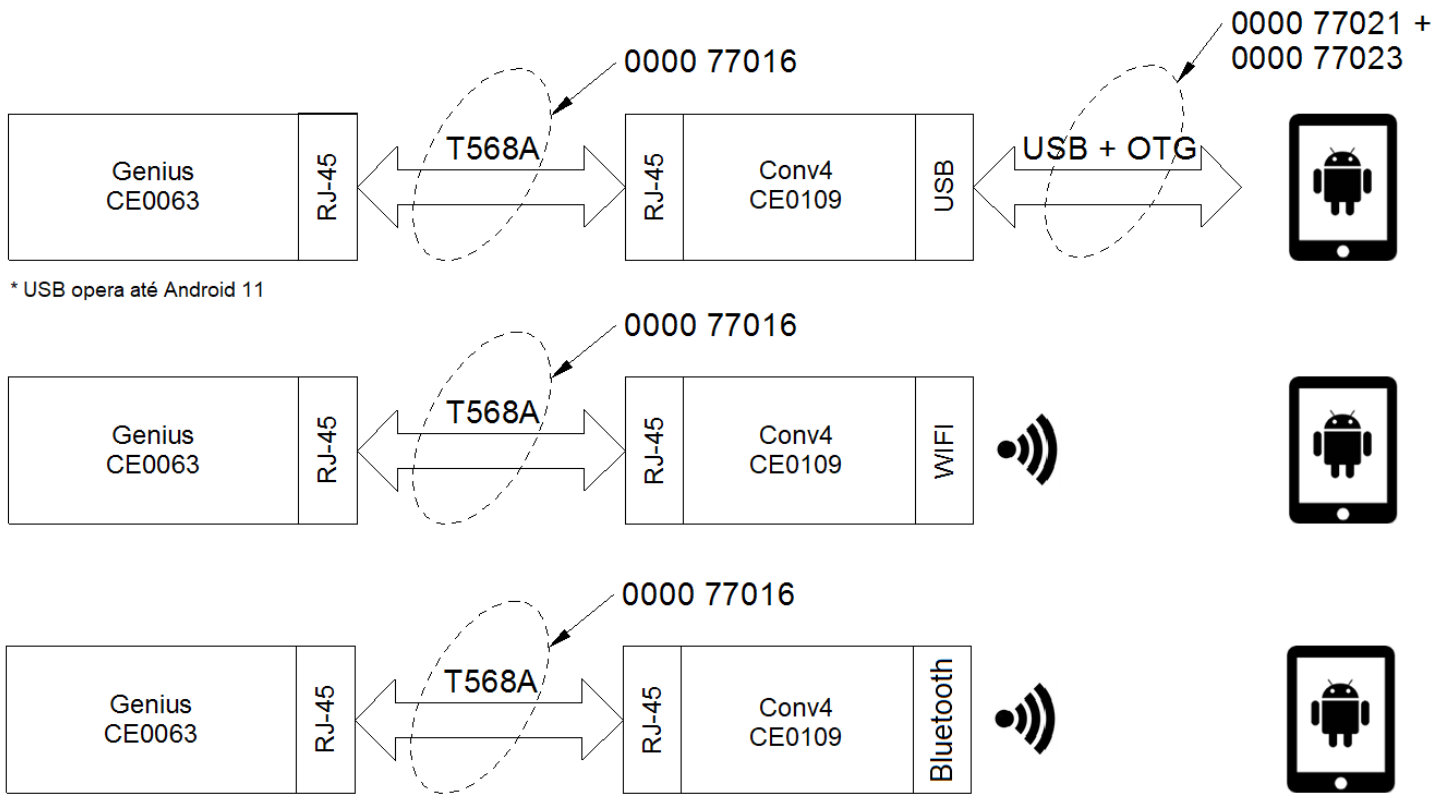 0000 77021 +
0000 77023
0000 77016
Genius
CE0063
RJ-45
T568A
RJ-45
Conv4
CE0109
USB
USB + OTG
* USB opera até Android 11
0000 77016
Genius
CE0063
RJ-45
T568A
RJ-45
Conv4
CE0109
WIFI
0000 77016
Genius
CE0063
RJ-45
T568A
RJ-45
Conv4
CE0109
Bluetooth